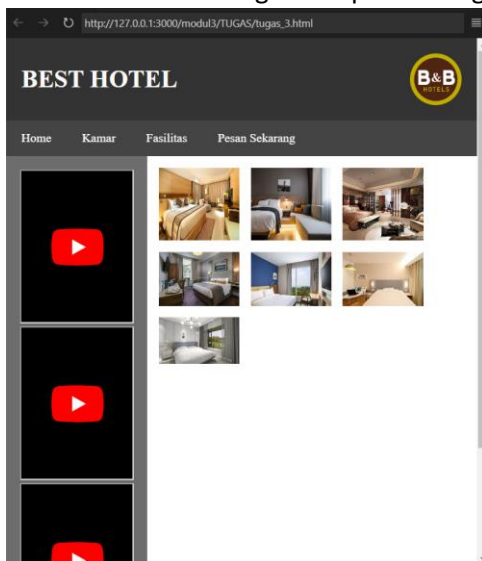 http://127.0.0.1:3000/modul3/TUGAS/tugas_3.html
BEST HOTEL
B&B
HOTELS
Home Kamar Fasilitas Pesan Sekarang